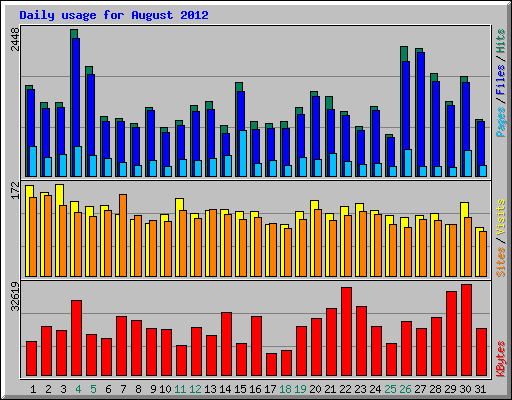 Daily usage for August 2012
2448
Pages / Files / Hits
172
Sites / Visits
32619
KBytes
1 2 3 4 5 6 7 8 9 10 11 12 13 14 15 16 17 18 19 20 21 22 23 24 25 26 27 28 29 30 31